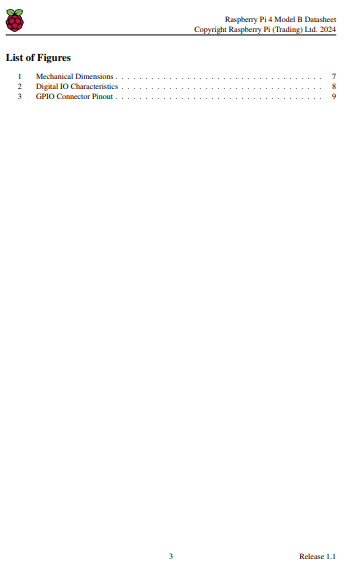 Raspberry Pi 4 Model B Datasheet
Copyright Raspberry Pi (Trading) Ltd. 2024
List of Figures
1 Mechanical Dimensions . . . . . . . . . . . . . . . . . . . . . . . . . . . . . . . . . 7
2 Digital IO Characteristics . . . . . . . . . . . . . . . . . . . . . . . . . . . . . . . . 8
3 GPIO Connector Pinout . . . . . . . . . . . . . . . . . . . . . . . . . . . . . . . . . 9
3 Release 1.1